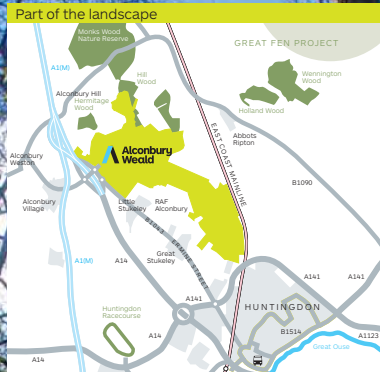 Part of the landscape
Monks Wood
Nature Reserve
GREAT FEN PROJECT
A1(M)
Hill
Wood
Wennington
Wood
Alconbury Hill
Hermitage
Wood
Holland Wood
EAST COAST MAINLINE
Abbots
Ripton
Alconbury
Weald
Alconbury
Weston
B1090
Alconbury
Village
Little
Stukeley
RAF
Alconbury
B1043 ERMINE STREET
A1(M)
A14
Great
Stukeley
A141
A141
A141
HUNTINGDON
Huntingdon
Racecourse
A14
B1514
A1123
Great Ouse
A14